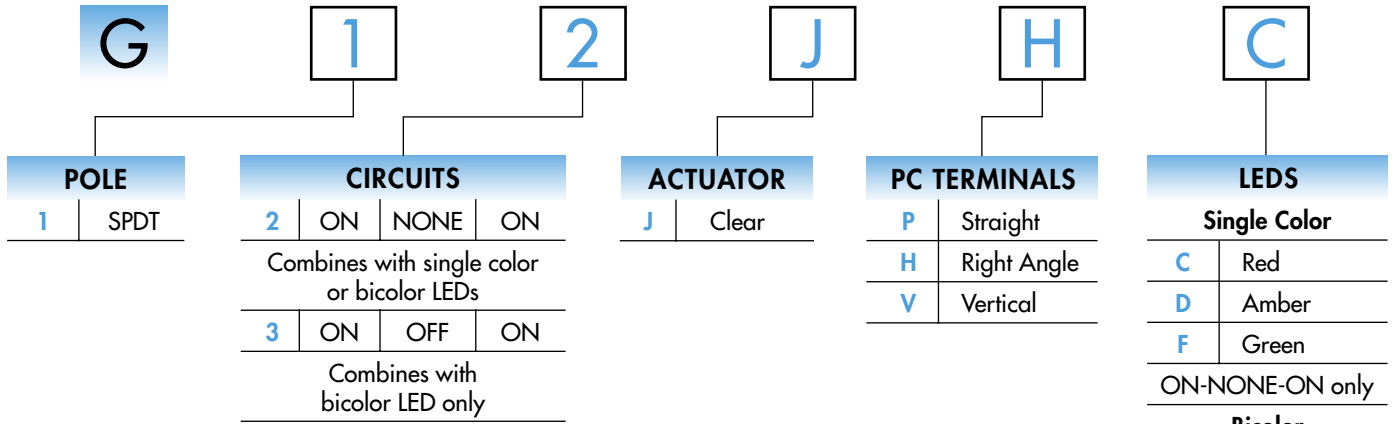 G 1 2 J H C
POLE
1 SPDT
CIRCUITS
2 ON NONE ON
Combines with single color
or bicolor LEDs
3 ON OFF ON
Combines with
bicolor LED only
ACTUATOR
J Clear
PC TERMINALS
P Straight
H Right Angle
V Vertical
LEDS
Single Color
C Red
D Amber
F Green
ON-NONE-ON only
Bicolor